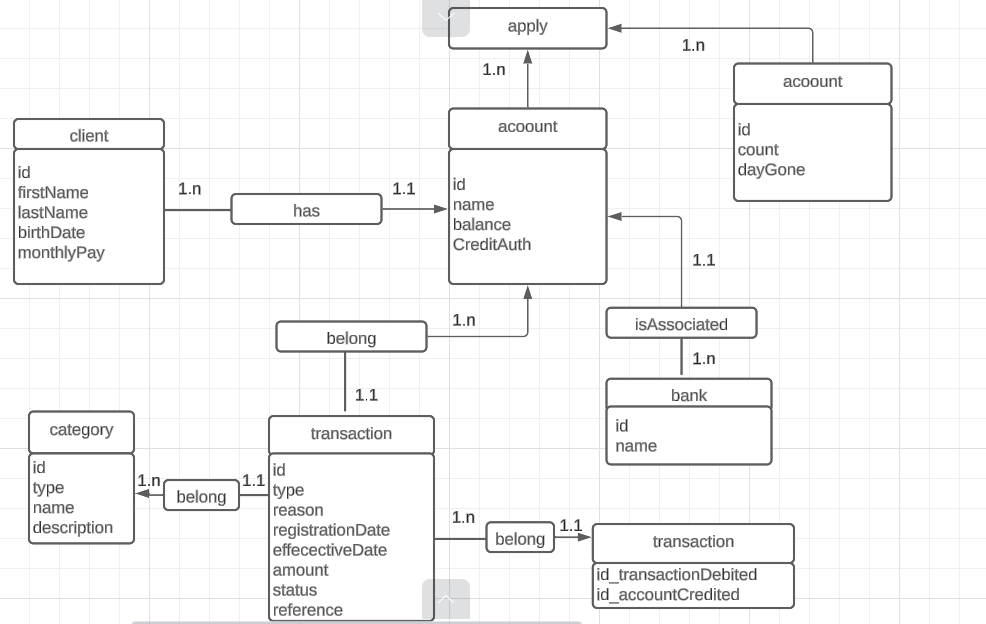 apply
1.n
1.n
acoount
id
count
dayGone
client
id
firstName
lastName
birthDate
monthlyPay
1.n
has
1.1
acoount
id
name
balance
CreditAuth
1.1
isAssociated
1.n
bank
id
name
belong
1.n
1.1
category
id
type
name
description
1.n
belong
1.1
transaction
id
type
reason
registrationDate
effecectiveDate
amount
status
reference
1.n
belong
1.1
transaction
id_transactionDebited
id_accountCredited